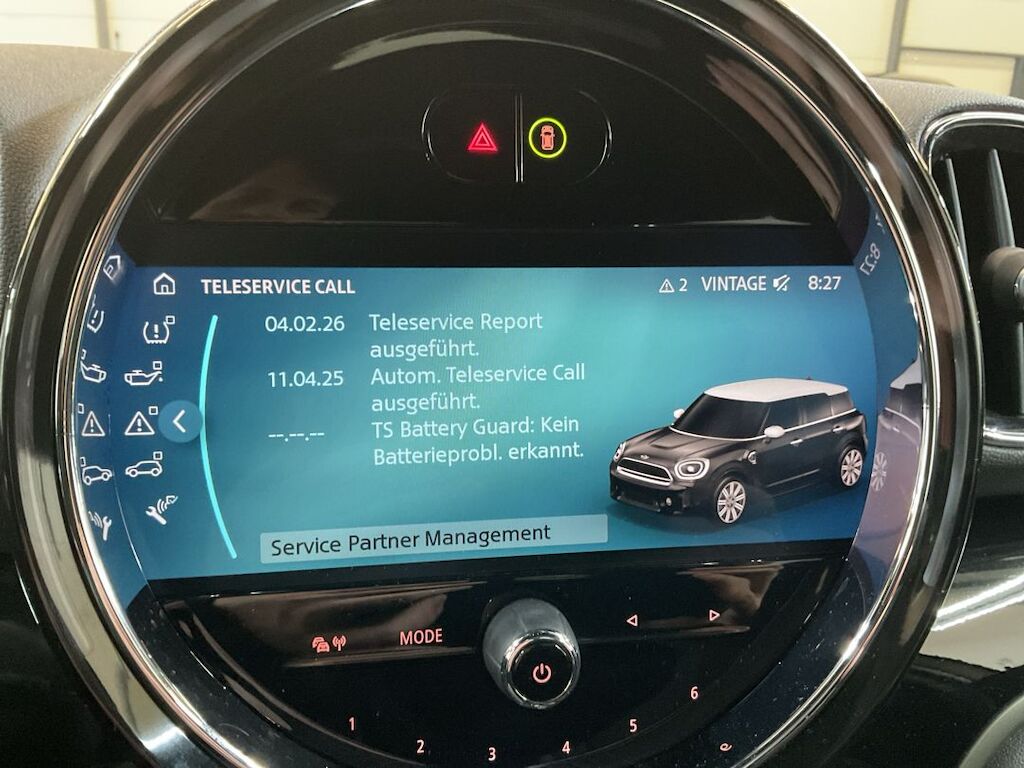 TELESERVICE CALL
2 VINTAGE 8:27
04.02.26 Teleservice Report
ausgeführt.
11.04.25 Autom. Teleservice Call
ausgeführt.
--.--.-- TS Battery Guard: Kein
Batterieprobl. erkannt.
Service Partner Management
MODE
1 2 3 4 5 6